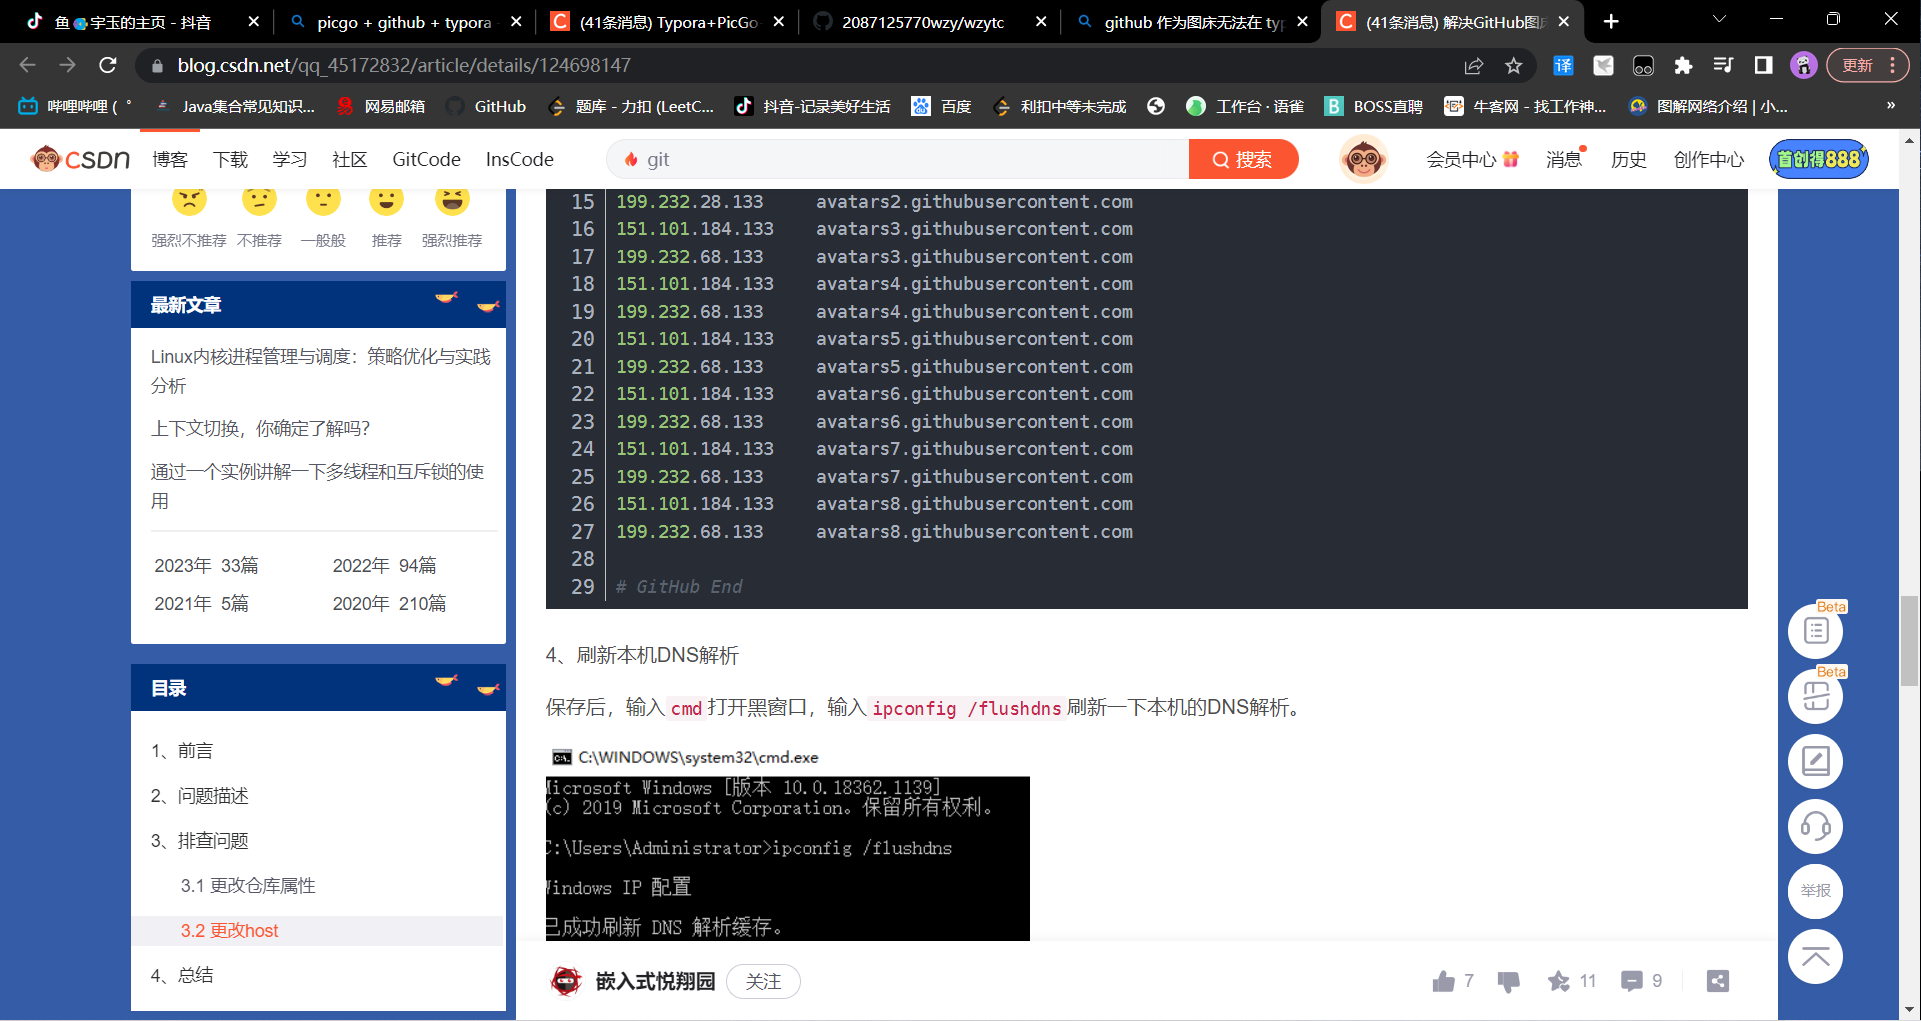 鱼 宇玉的主页 - 抖音
picgo + github + typora
(41条消息) Typora+PicGo
2087125770wzy/wzytc
github 作为图床无法在 typ
(41条消息) 解决GitHub图床
blog.csdn.net/qq_45172832/article/details/124698147
译
更新
哔哩哔哩 (゜
Java集合常见知识...
网易邮箱
GitHub
题库 - 力扣 (LeetC...
抖音-记录美好生活
百度
利扣中等未完成
工作台 · 语雀
BOSS直聘
牛客网 - 找工作神...
图解网络介绍 | 小...
»
CSDN
博客
下载
学习
社区
GitCode
InsCode
git
搜索
会员中心
消息
历史
创作中心
首创得888
强烈不推荐
不推荐
一般般
推荐
强烈推荐
最新文章
Linux内核进程管理与调度：策略优化与实践
分析
上下文切换，你确定了解吗？
通过一个实例讲解一下多线程和互斥锁的使
用
2023年 33篇
2022年 94篇
2021年 5篇
2020年 210篇
目录
1、前言
2、问题描述
3、排查问题
3.1 更改仓库属性
3.2 更改host
4、总结
15 199.232.28.133 avatars2.githubusercontent.com
16 151.101.184.133 avatars3.githubusercontent.com
17 199.232.68.133 avatars3.githubusercontent.com
18 151.101.184.133 avatars4.githubusercontent.com
19 199.232.68.133 avatars4.githubusercontent.com
20 151.101.184.133 avatars5.githubusercontent.com
21 199.232.68.133 avatars5.githubusercontent.com
22 151.101.184.133 avatars6.githubusercontent.com
23 199.232.68.133 avatars6.githubusercontent.com
24 151.101.184.133 avatars7.githubusercontent.com
25 199.232.68.133 avatars7.githubusercontent.com
26 151.101.184.133 avatars8.githubusercontent.com
27 199.232.68.133 avatars8.githubusercontent.com
28
29 # GitHub End
4、刷新本机DNS解析
保存后，输入 cmd 打开黑窗口，输入 ipconfig /flushdns 刷新一下本机的DNS解析。
C:\WINDOWS\system32\cmd.exe
Microsoft Windows [版本 10.0.18362.1139]
(c) 2019 Microsoft Corporation。保留所有权利。
C:\Users\Administrator>ipconfig /flushdns
Windows IP 配置
已成功刷新 DNS 解析缓存。
嵌入式悦翔园
关注
7
11
9
Beta
Beta
举报